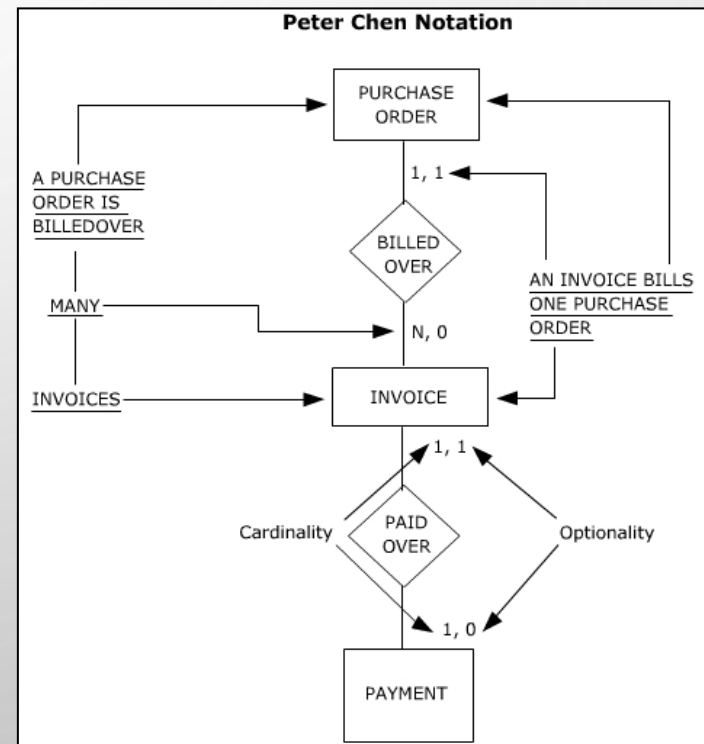 Peter Chen Notation
PURCHASE
ORDER
1, 1
A PURCHASE
ORDER IS
BILLEDOVER
BILLED
OVER
AN INVOICE BILLS
ONE PURCHASE
ORDER
MANY
N, 0
INVOICES
INVOICE
1, 1
Cardinality
PAID
OVER
Optionality
1, 0
PAYMENT